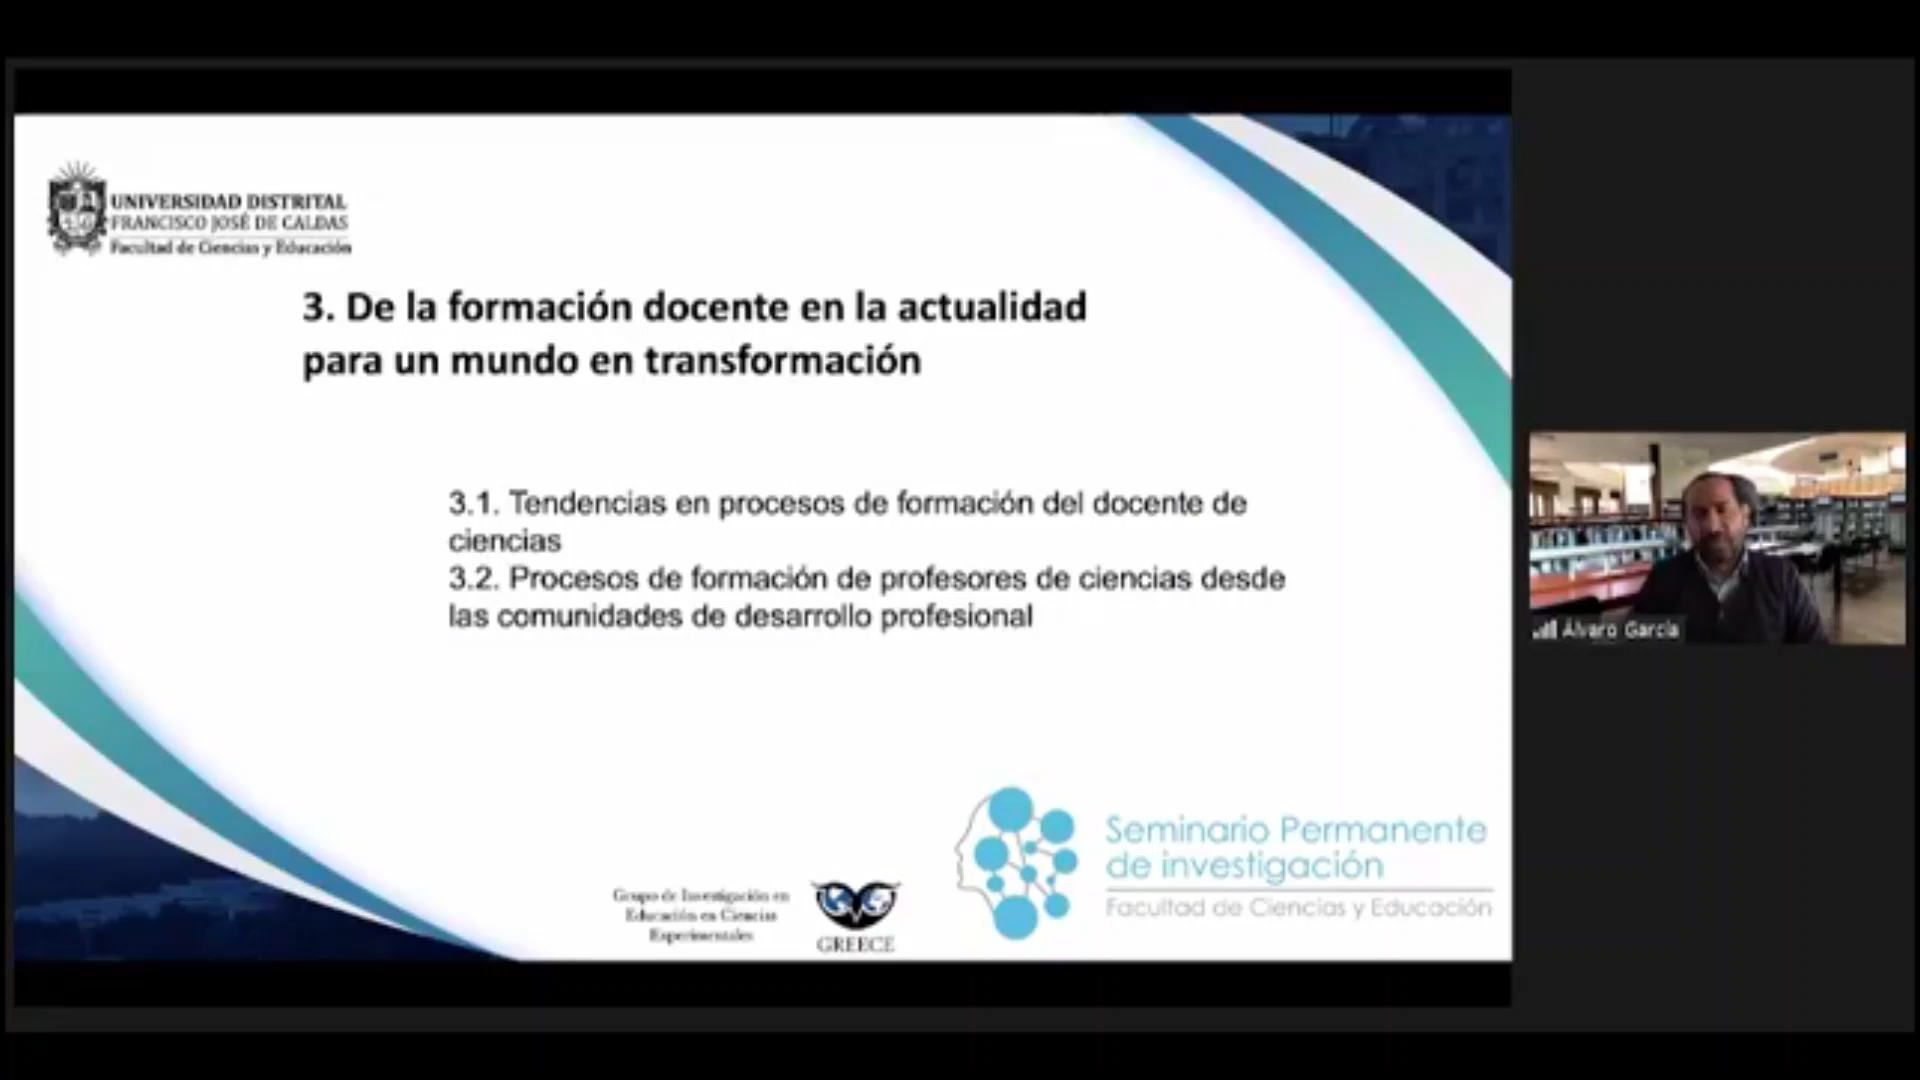 UNIVERSIDAD DISTRITAL
FRANCISCO JOSÉ DE CALDAS
Facultad de Ciencias y Educación
3. De la formación docente en la actualidad
para un mundo en transformación
3.1. Tendencias en procesos de formación del docente de
ciencias
3.2. Procesos de formación de profesores de ciencias desde
las comunidades de desarrollo profesional
Álvaro García
Grupo de Investigación en
Educación en Ciencias
Experimentales
GREECE
Seminario Permanente
de investigación
Facultad de Ciencias y Educación